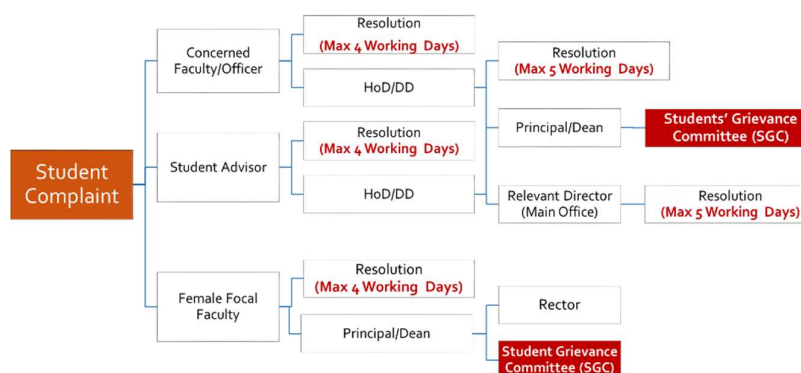 Student
Complaint
Concerned
Faculty/Officer
Resolution
(Max 4 Working Days)
HoD/DD
Resolution
(Max 5 Working Days)
Principal/Dean
Students' Grievance
Committee (SGC)
Student Advisor
Resolution
(Max 4 Working Days)
HoD/DD
Relevant Director
(Main Office)
Resolution
(Max 5 Working Days)
Female Focal
Faculty
Resolution
(Max 4 Working Days)
Principal/Dean
Rector
Student Grievance
Committee (SGC)